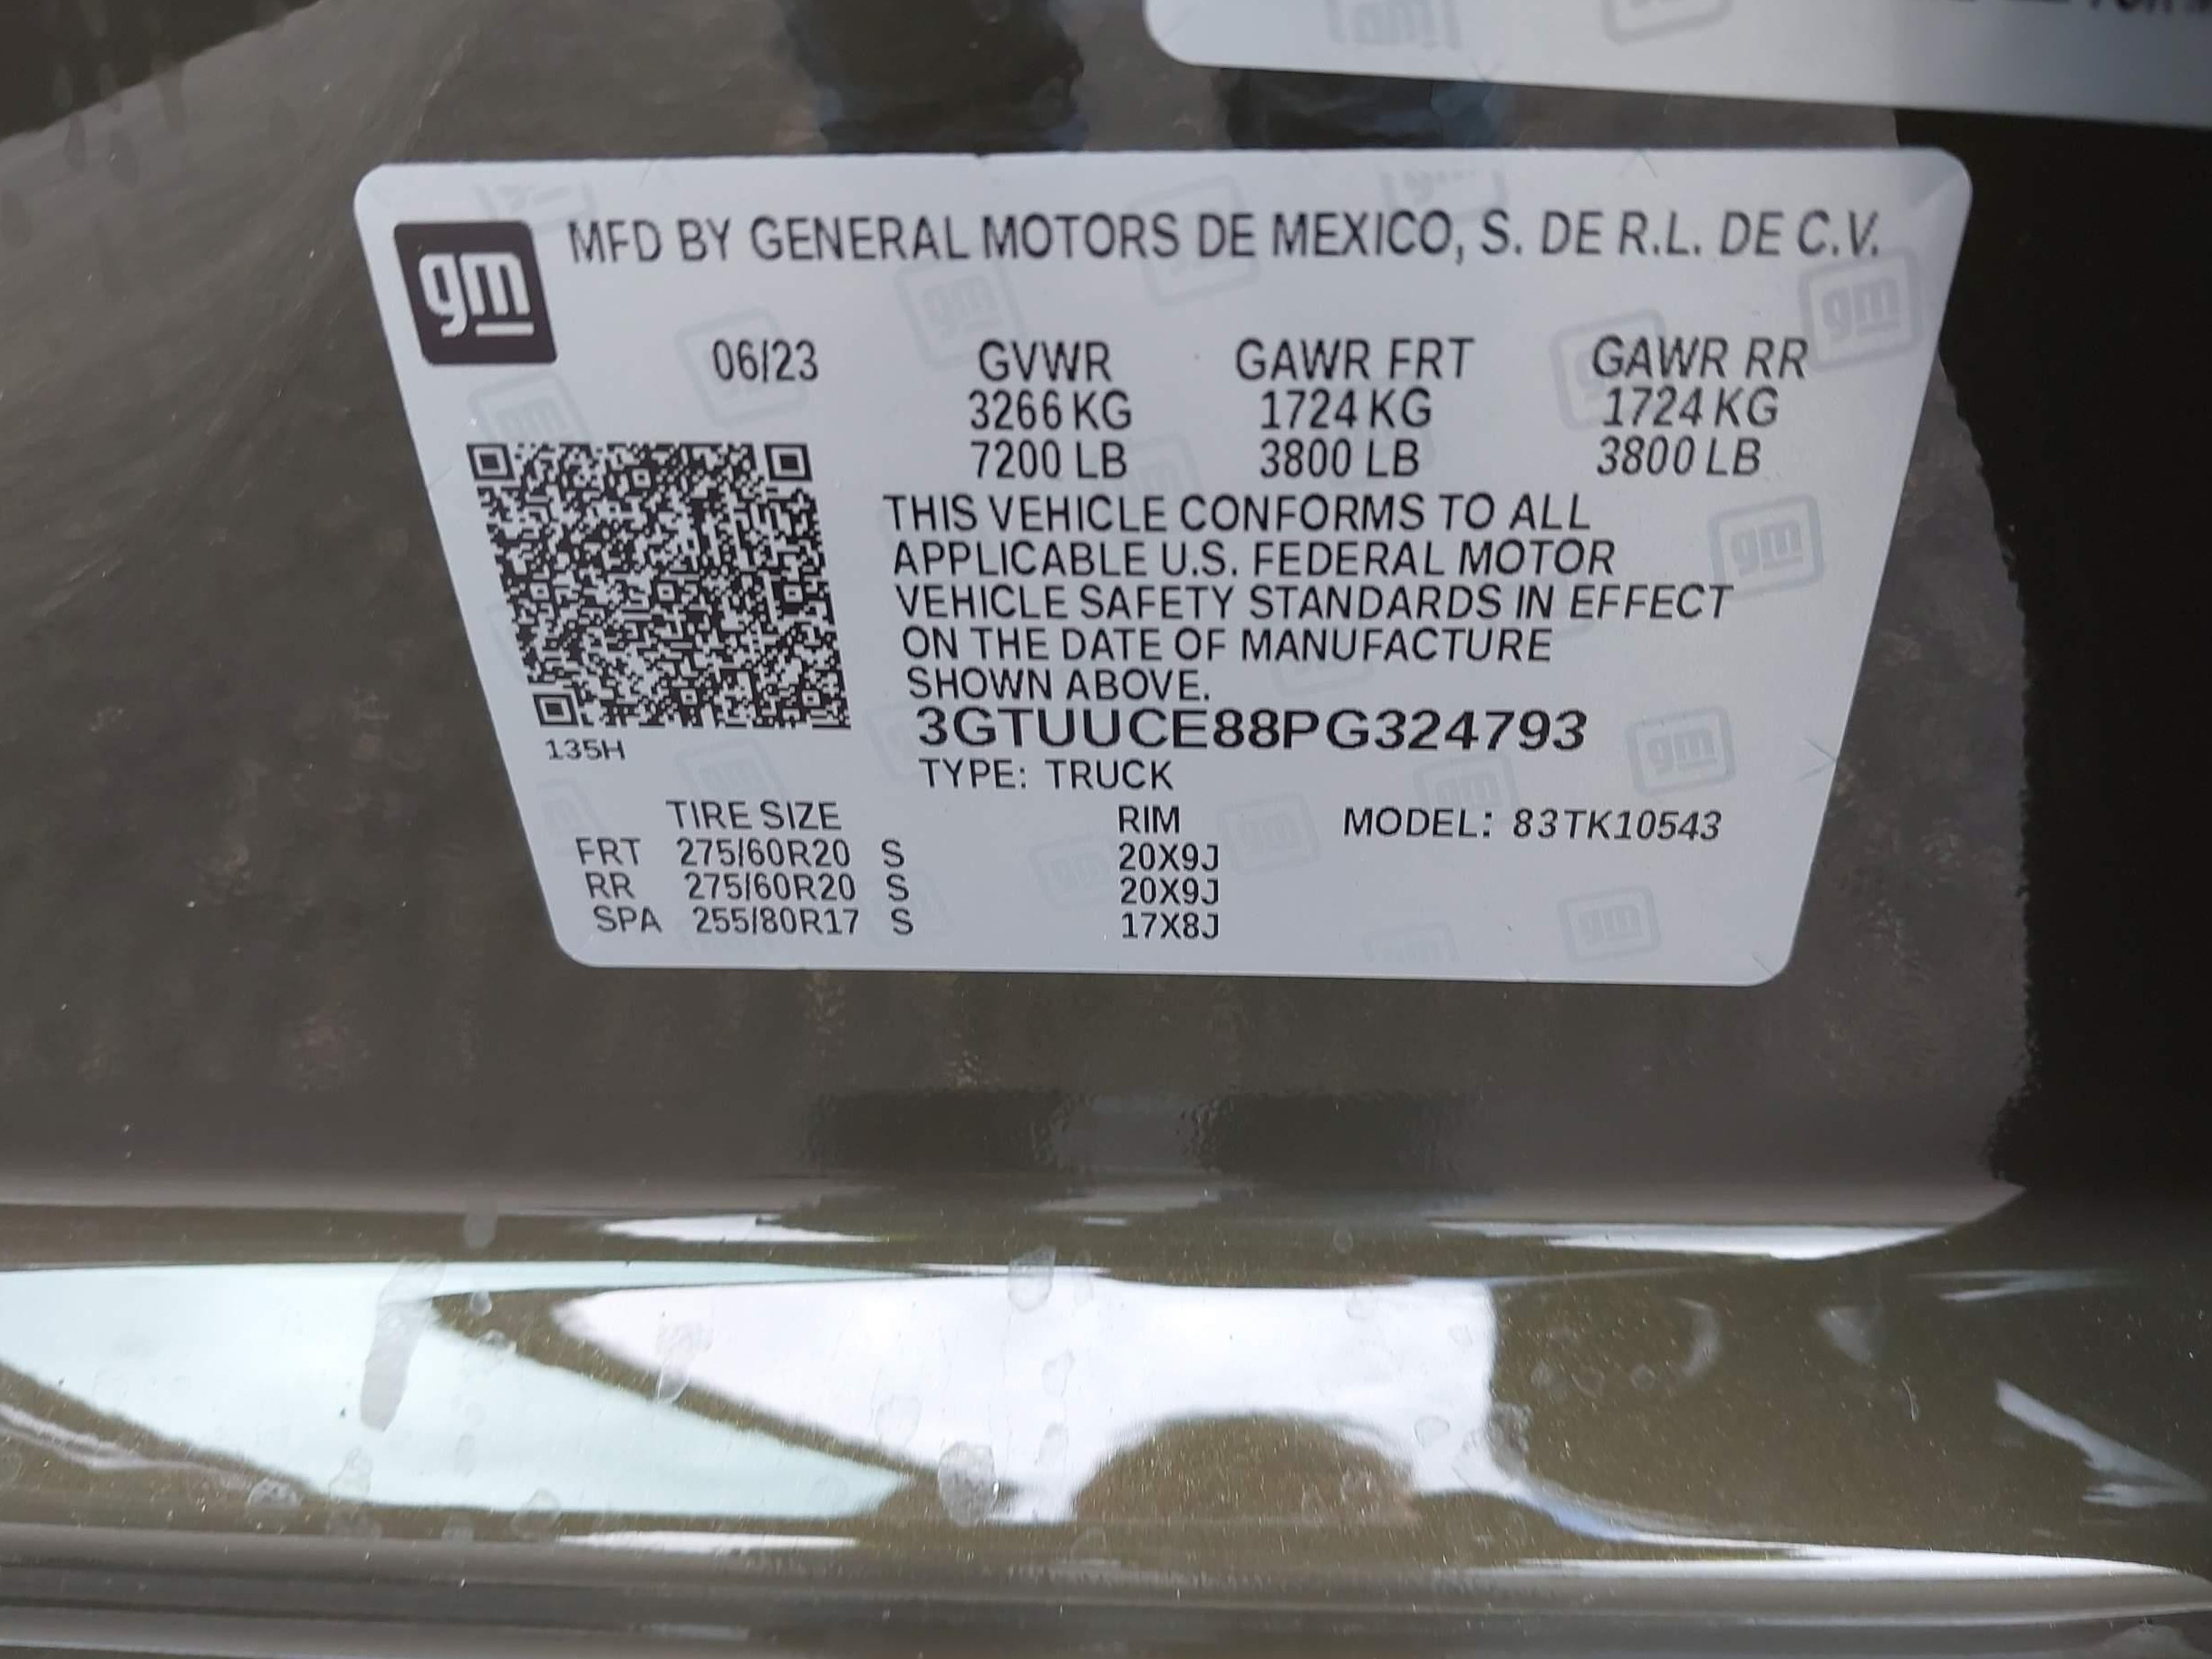 gm
MFD BY GENERAL MOTORS DE MEXICO, S. DE R.L. DE C.V.
06/23 GVWR GAWR FRT GAWR RR
3266 KG 1724 KG 1724 KG
7200 LB 3800 LB 3800 LB
THIS VEHICLE CONFORMS TO ALL
APPLICABLE U.S. FEDERAL MOTOR
VEHICLE SAFETY STANDARDS IN EFFECT
ON THE DATE OF MANUFACTURE
SHOWN ABOVE.
3GTUUCE88PG324793
135H
TYPE: TRUCK
TIRE SIZE RIM MODEL: 83TK10543
FRT 275/60R20 S 20X9J
RR 275/60R20 S 20X9J
SPA 255/80R17 S 17X8J